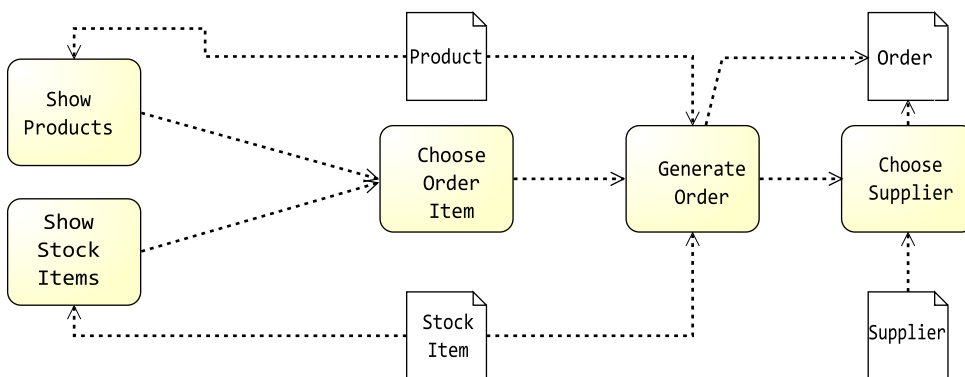 Product
Order
Show
Products
Choose
Order
Item
Generate
Order
Choose
Supplier
Show
Stock
Items
Stock
Item
Supplier